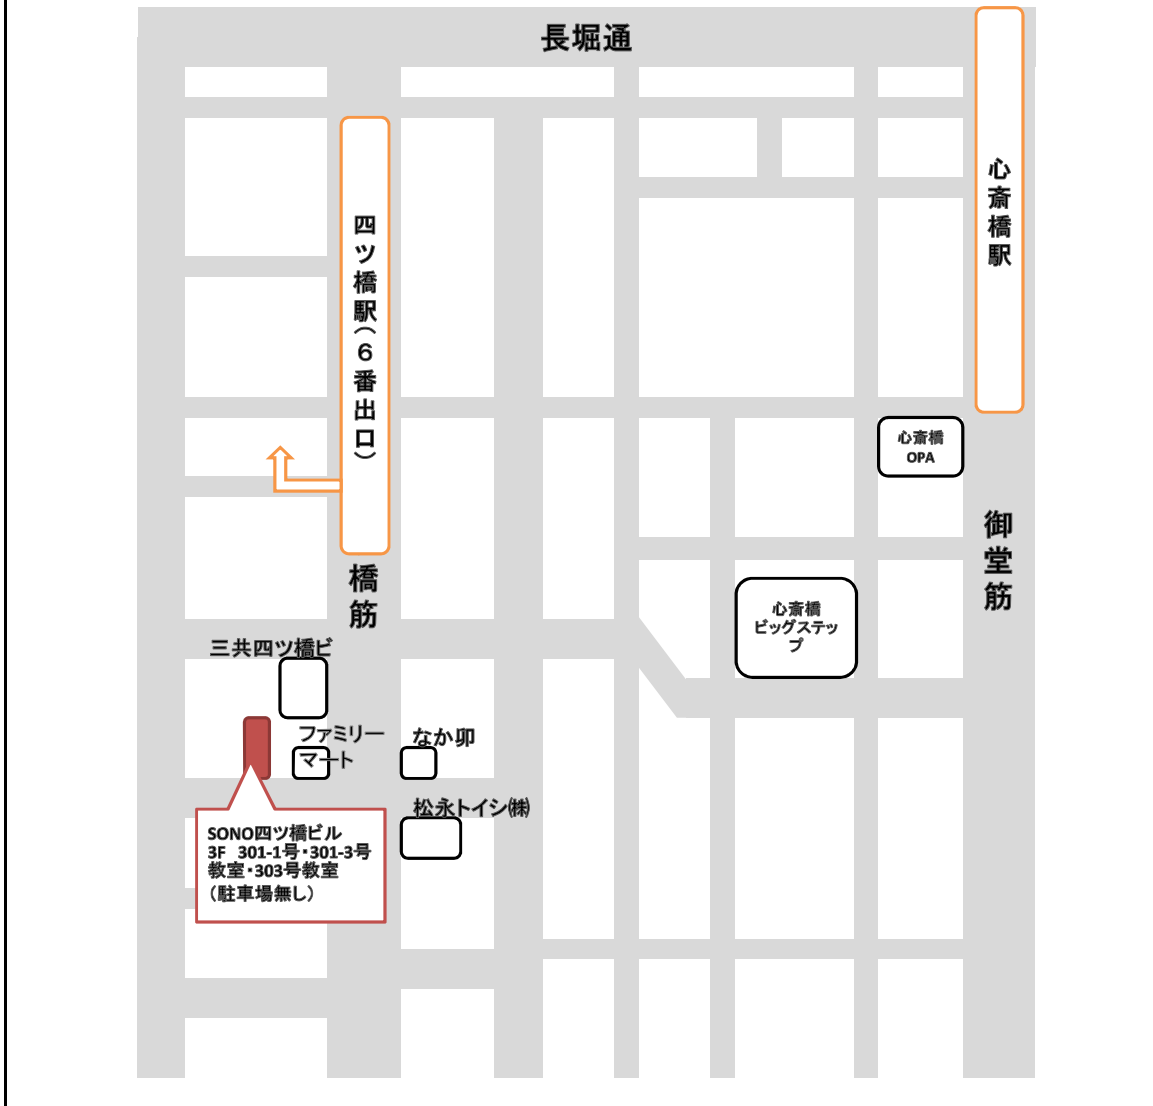 長堀通
心斎橋駅
四ツ橋駅（６番出口）
心斎橋
OPA
御堂筋
橋筋
心斎橋
ビッグステッ
プ
三共四ツ橋ビ
ファミリー
マート
なか卯
松永トイシ㈱
SONO四ツ橋ビル
3F 301-1号・301-3号
教室・303号教室
（駐車場無し）